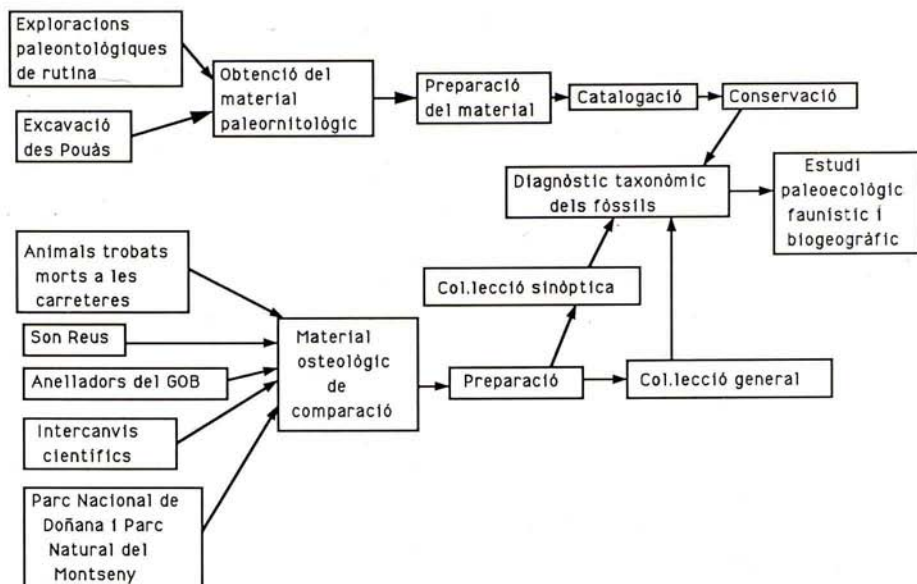 Exploracions
paleontològiques
de rutina
Excavació
des Pouàs
Obtenció del
material
paleornitològic
Preparació
del material
Catalogació
Conservació
Diagnòstic taxonòmic
dels fòssils
Estudi
paleoecològic
faunístic i
biogeogràfic
Animals trobats
morts a les
carreteres
Son Reus
Anelladors del GOB
Intercanvis
científics
Parc Nacional de
Doñana i Parc
Natural del
Montseny
Material
osteològic
de
comparació
Preparació
Col.lecció sinòptica
Col.lecció general